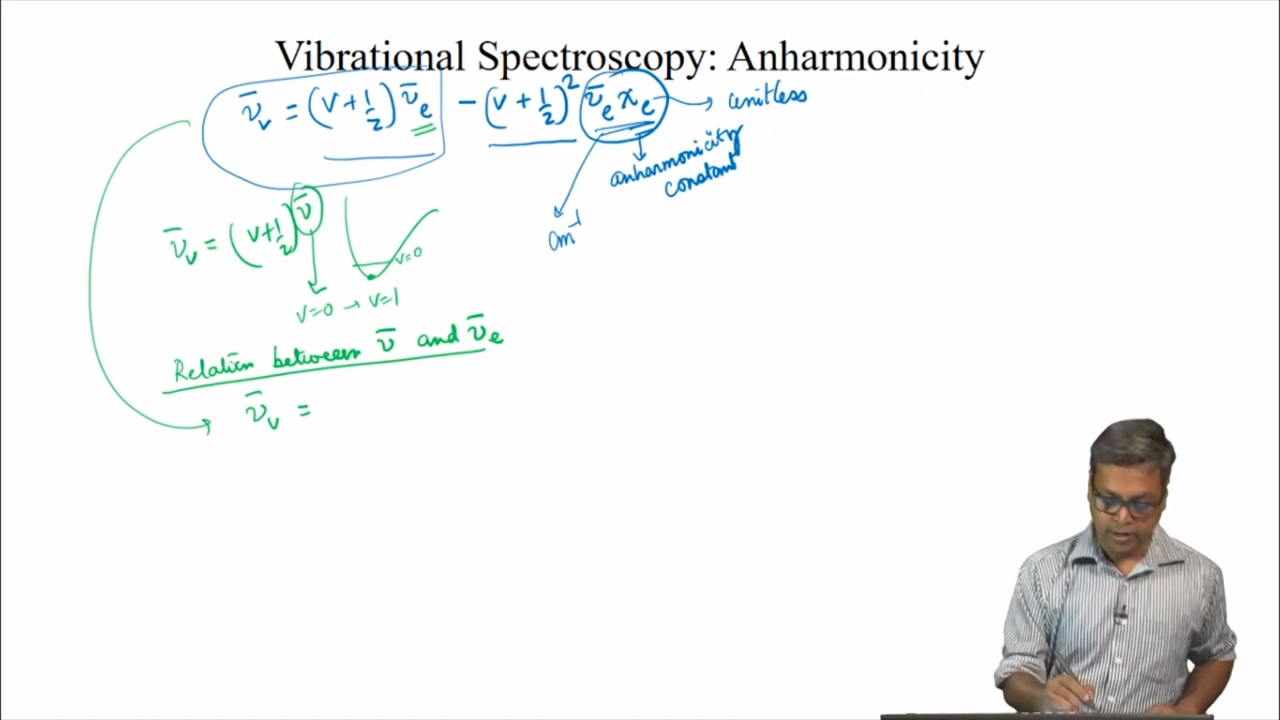 Vibrational Spectroscopy: Anharmonicity
ν̄ᵥ = (v + 1/2) ν̄ₑ − (v + 1/2)² ν̄ₑ xₑ → unitless
anharmonicity
constant
cm⁻¹
ν̄ᵥ = (v + 1/2) ν̄
v=0
v=0 → v=1
Relation between ν̄ and ν̄ₑ
ν̄ᵥ =